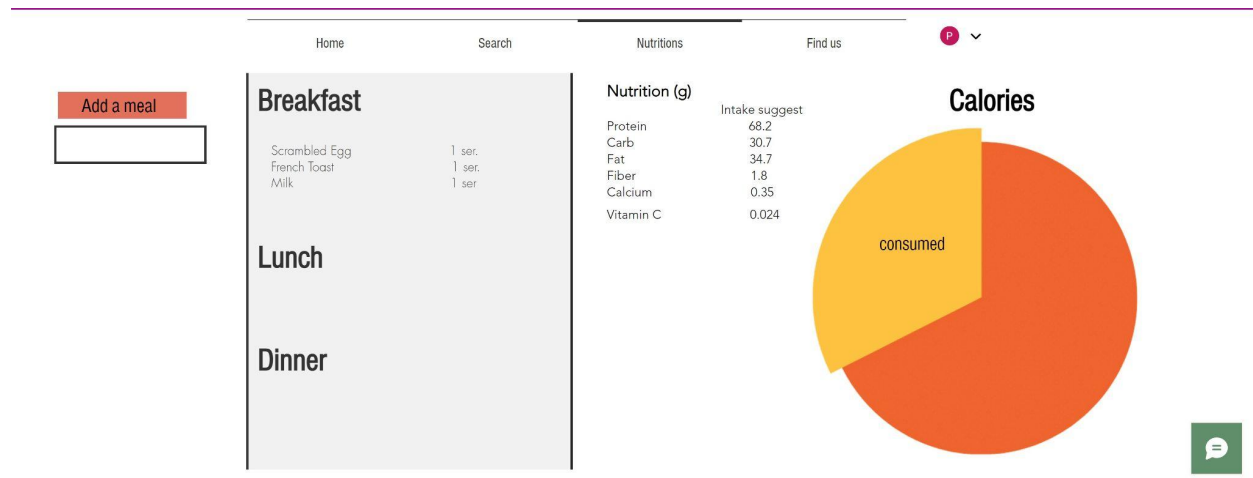 Home Search Nutritions Find us P
Add a meal
Breakfast
Scrambled Egg 1 ser.
French Toast 1 ser.
Milk 1 ser
Lunch
Dinner
Nutrition (g)
Intake suggest
Protein 68.2
Carb 30.7
Fat 34.7
Fiber 1.8
Calcium 0.35
Vitamin C 0.024
Calories
consumed